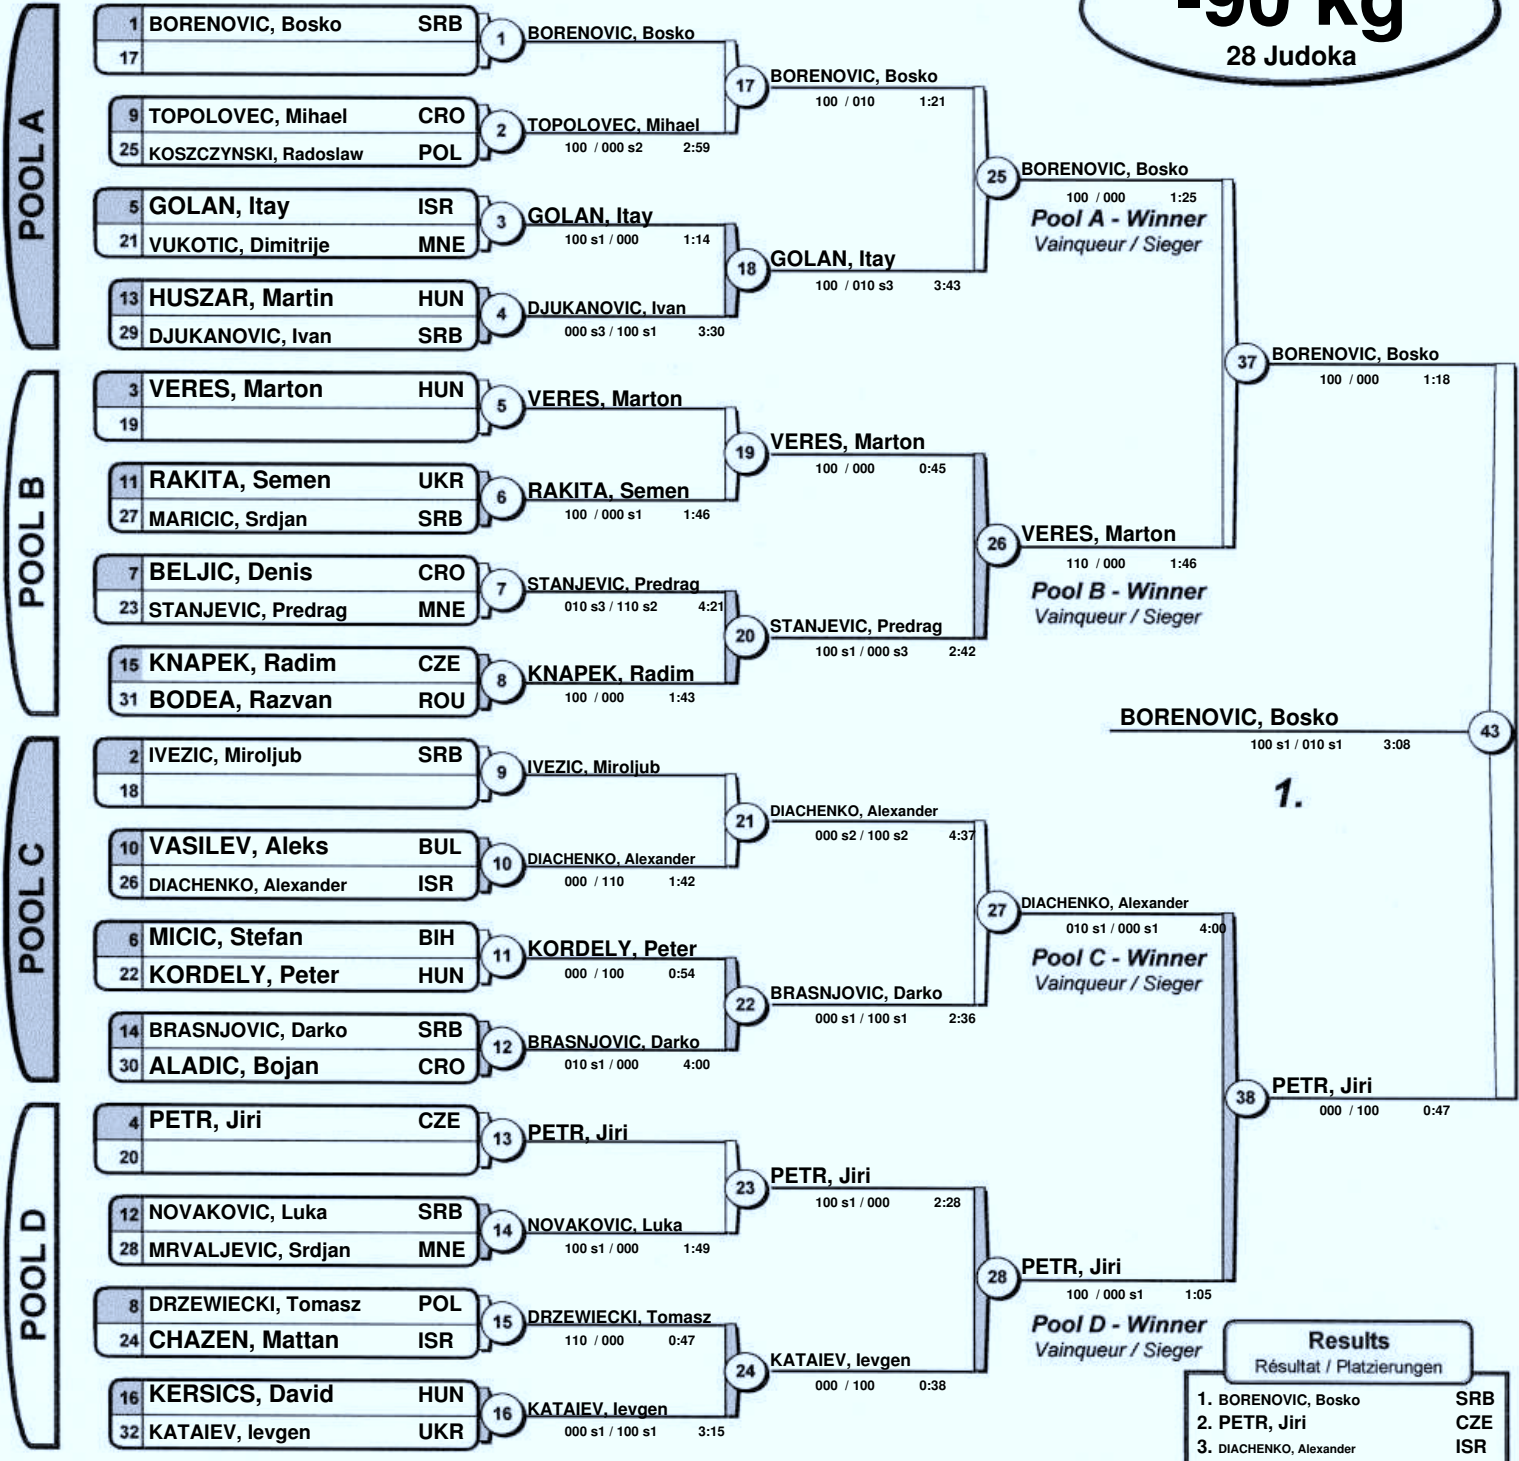 -90 kg
28 Judoka
POOL A
1 BORENOVIC, Bosko SRB
17
1 BORENOVIC, Bosko
9 TOPOLOVEC, Mihael CRO
25 KOSZCZYNSKI, Radoslaw POL
2 TOPOLOVEC, Mihael
100 / 000 s2 2:59
17 BORENOVIC, Bosko
100 / 010 1:21
5 GOLAN, Itay ISR
21 VUKOTIC, Dimitrije MNE
3 GOLAN, Itay
100 s1 / 000 1:14
13 HUSZAR, Martin HUN
29 DJUKANOVIC, Ivan SRB
4 DJUKANOVIC, Ivan
000 s3 / 100 s1 3:30
18 GOLAN, Itay
100 / 010 s3 3:43
25 BORENOVIC, Bosko
100 / 000 1:25
Pool A - Winner
Vainqueur / Sieger
POOL B
3 VERES, Marton HUN
19
5 VERES, Marton
11 RAKITA, Semen UKR
27 MARICIC, Srdjan SRB
6 RAKITA, Semen
100 / 000 s1 1:46
19 VERES, Marton
100 / 000 0:45
7 BELJIC, Denis CRO
23 STANJEVIC, Predrag MNE
7 STANJEVIC, Predrag
010 s3 / 110 s2 4:21
15 KNAPEK, Radim CZE
31 BODEA, Razvan ROU
8 KNAPEK, Radim
100 / 000 1:43
20 STANJEVIC, Predrag
100 s1 / 000 s3 2:42
26 VERES, Marton
110 / 000 1:46
Pool B - Winner
Vainqueur / Sieger
37 BORENOVIC, Bosko
100 / 000 1:18
POOL C
2 IVEZIC, Miroljub SRB
18
9 IVEZIC, Miroljub
10 VASILEV, Aleks BUL
26 DIACHENKO, Alexander ISR
10 DIACHENKO, Alexander
000 / 110 1:42
21 DIACHENKO, Alexander
000 s2 / 100 s2 4:37
6 MICIC, Stefan BIH
22 KORDELY, Peter HUN
11 KORDELY, Peter
000 / 100 0:54
14 BRASNJOVIC, Darko SRB
30 ALADIC, Bojan CRO
12 BRASNJOVIC, Darko
010 s1 / 000 4:00
22 BRASNJOVIC, Darko
000 s1 / 100 s1 2:36
27 DIACHENKO, Alexander
010 s1 / 000 s1 4:00
Pool C - Winner
Vainqueur / Sieger
POOL D
4 PETR, Jiri CZE
20
13 PETR, Jiri
12 NOVAKOVIC, Luka SRB
28 MRVALJEVIC, Srdjan MNE
14 NOVAKOVIC, Luka
100 s1 / 000 1:49
23 PETR, Jiri
100 s1 / 000 2:28
8 DRZEWIECKI, Tomasz POL
24 CHAZEN, Mattan ISR
15 DRZEWIECKI, Tomasz
110 / 000 0:47
16 KERSICS, David HUN
32 KATAIEV, Ievgen UKR
16 KATAIEV, Ievgen
000 s1 / 100 s1 3:15
24 KATAIEV, Ievgen
000 / 100 0:38
28 PETR, Jiri
100 / 000 s1 1:05
Pool D - Winner
Vainqueur / Sieger
38 PETR, Jiri
000 / 100 0:47
BORENOVIC, Bosko 43
100 s1 / 010 s1 3:08
1.
Results
Résultat / Platzierungen
1. BORENOVIC, Bosko SRB
2. PETR, Jiri CZE
3. DIACHENKO, Alexander ISR